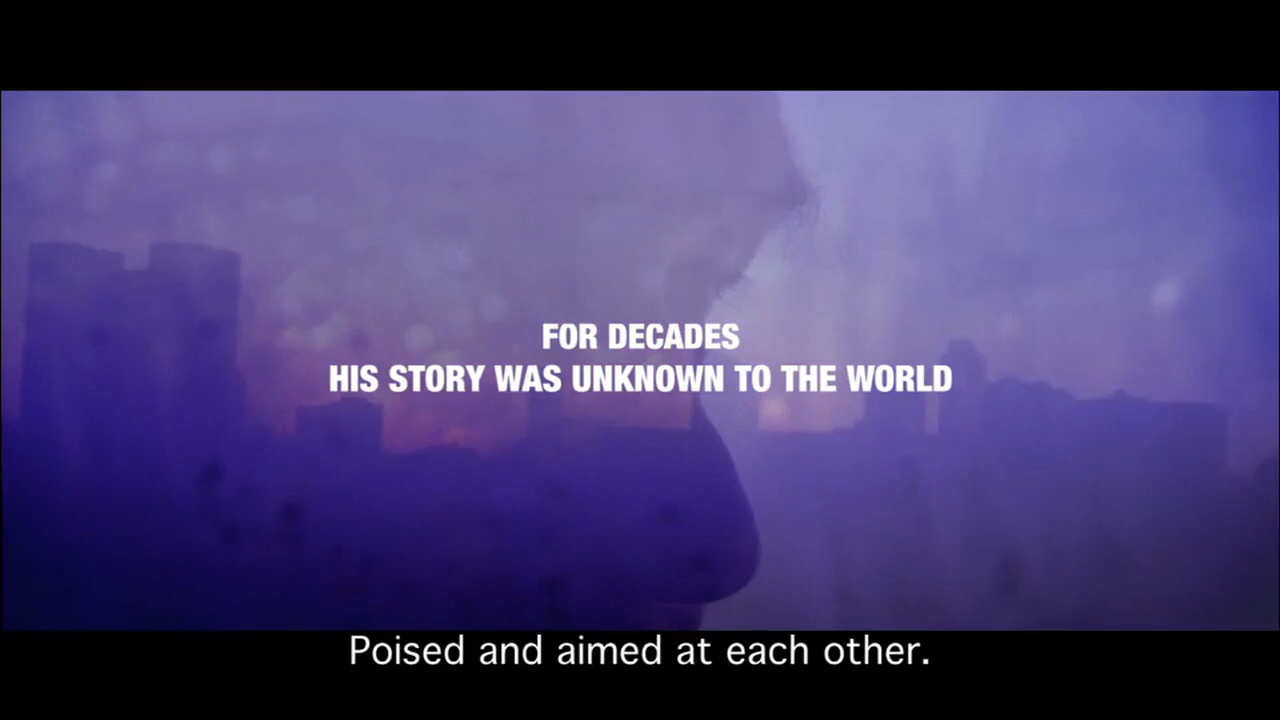 FOR DECADES
HIS STORY WAS UNKNOWN TO THE WORLD
Poised and aimed at each other.